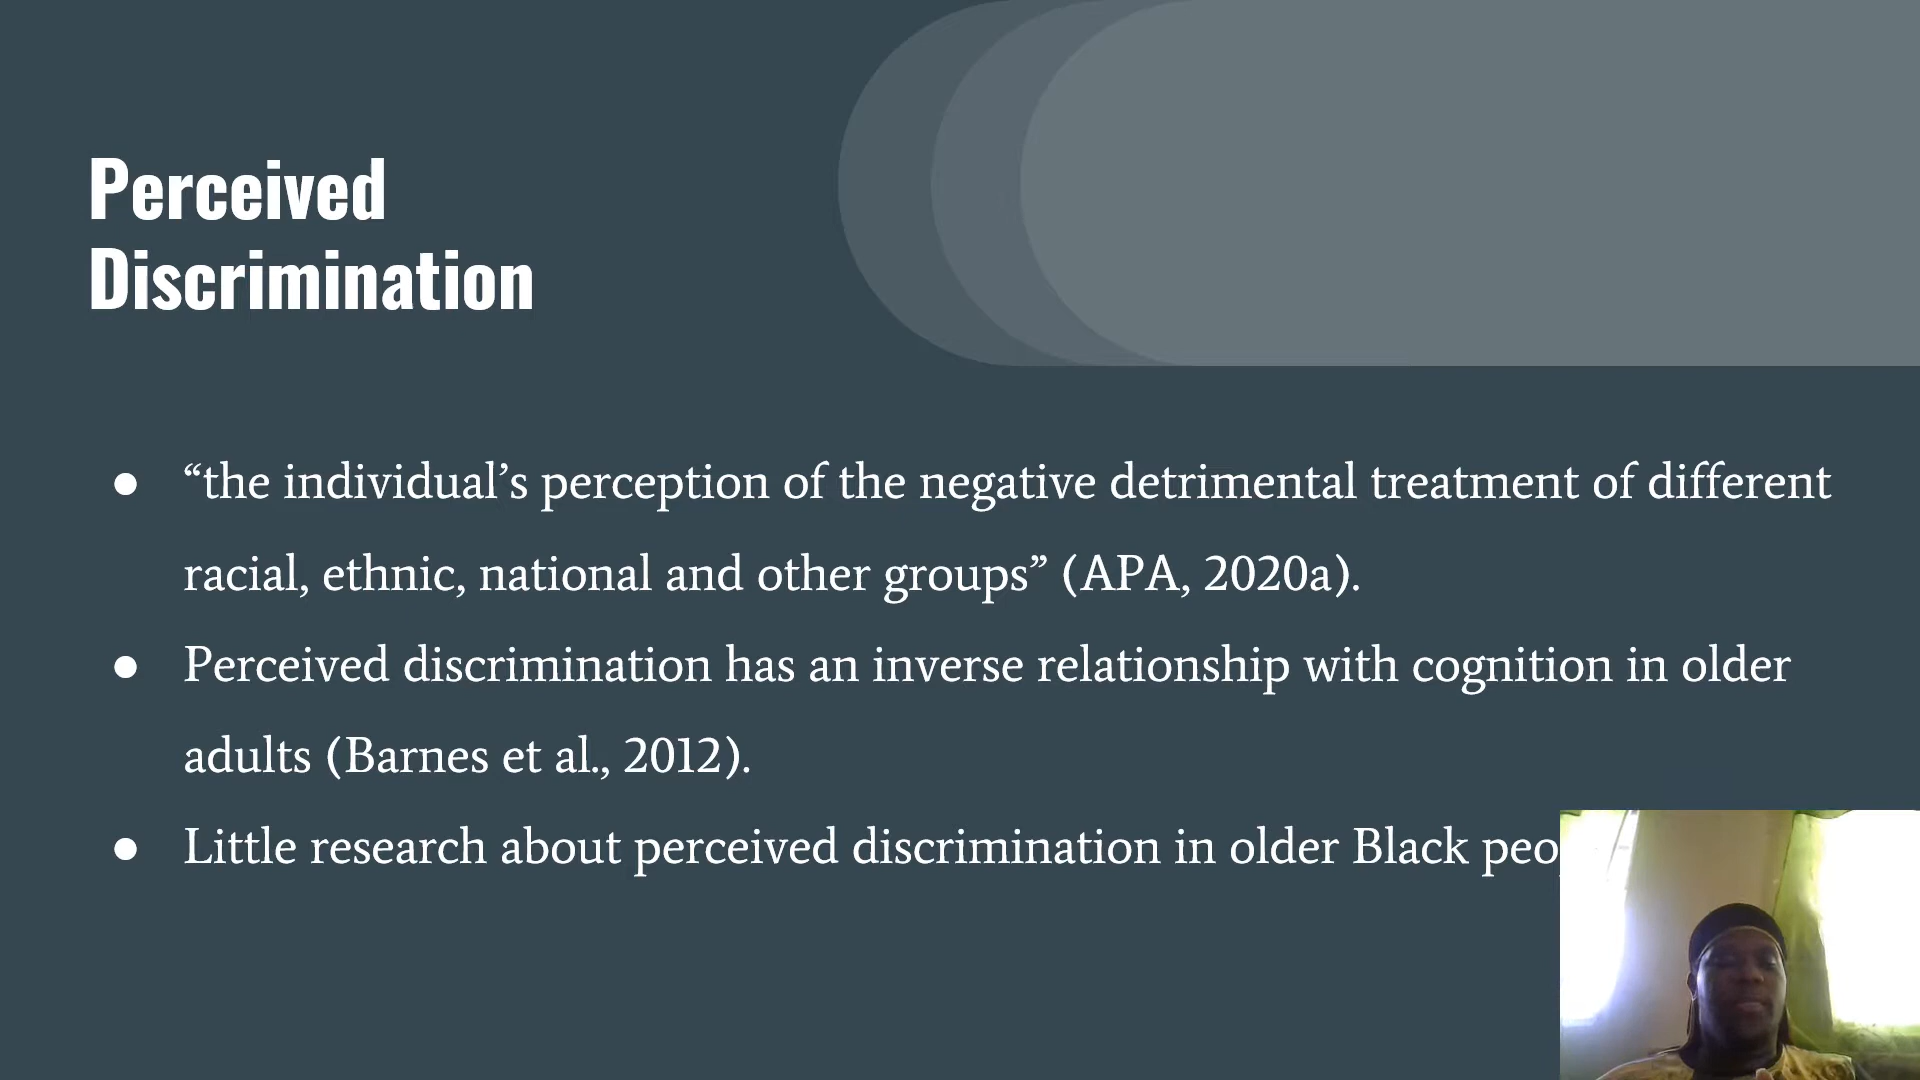 Perceived
Discrimination
● “the individual’s perception of the negative detrimental treatment of different
racial, ethnic, national and other groups” (APA, 2020a).
● Perceived discrimination has an inverse relationship with cognition in older
adults (Barnes et al., 2012).
● Little research about perceived discrimination in older Black